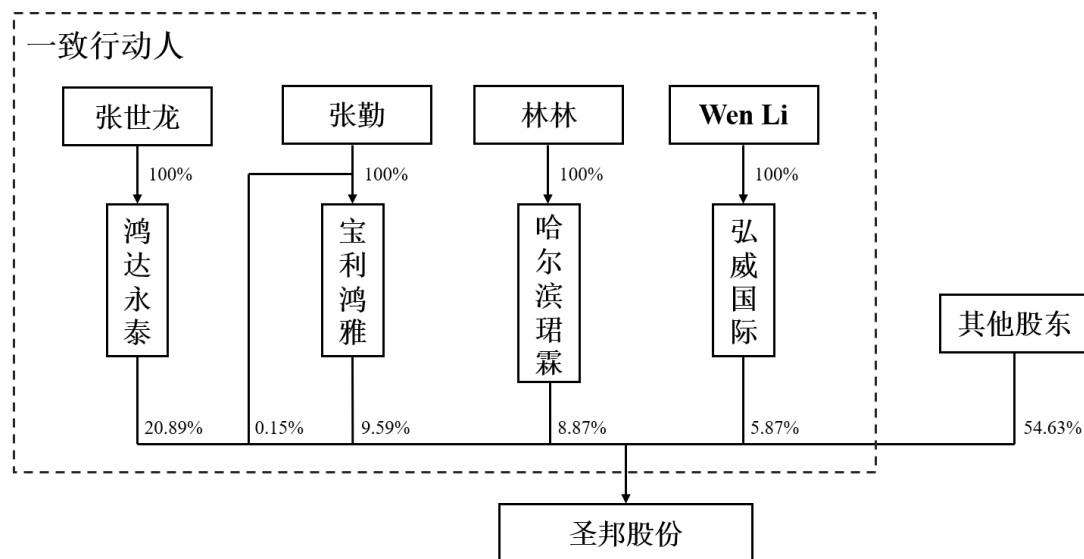 一致行动人
张世龙
张勤
林林
Wen Li
100%
100%
100%
100%
鸿达永泰
宝利鸿雅
哈尔滨珺霖
弘威国际
其他股东
20.89%
0.15%
9.59%
8.87%
5.87%
54.63%
圣邦股份